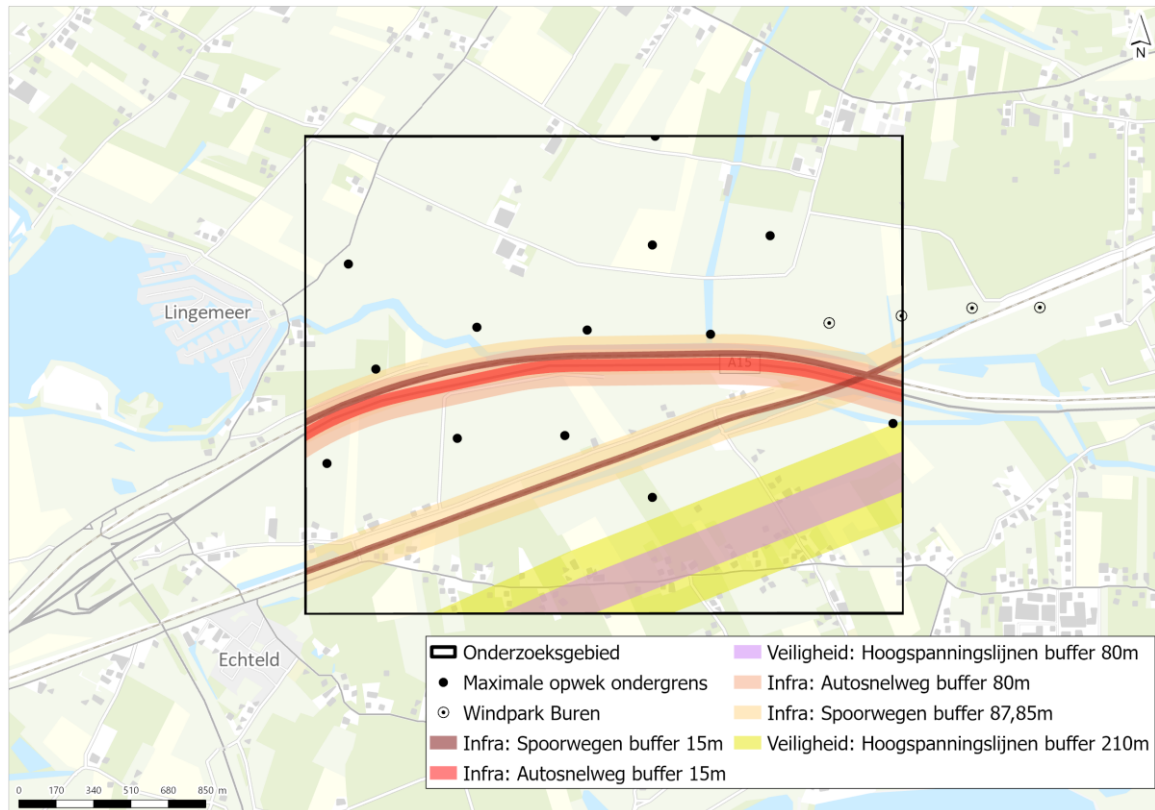 N
Lingemeer
A15
Echteld
Onderzoeksgebied
Maximale opwek ondergrens
Windpark Buren
Infra: Spoorwegen buffer 15m
Infra: Autosnelweg buffer 15m
Veiligheid: Hoogspanningslijnen buffer 80m
Infra: Autosnelweg buffer 80m
Infra: Spoorwegen buffer 87,85m
Veiligheid: Hoogspanningslijnen buffer 210m
0 170 340 510 680 850 m